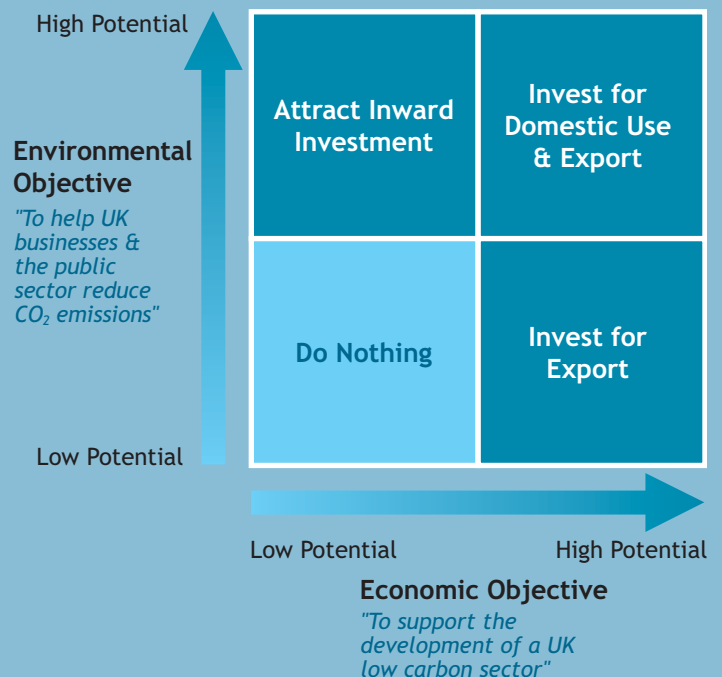 High Potential
Environmental
Objective
"To help UK
businesses &
the public
sector reduce
CO₂ emissions"
Low Potential
Attract Inward
Investment
Invest for
Domestic Use
& Export
Do Nothing
Invest for
Export
Low Potential
High Potential
Economic Objective
"To support the
development of a UK
low carbon sector"